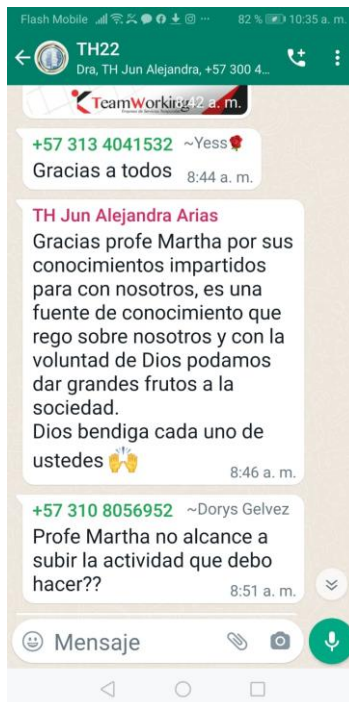 Flash Mobile 82 % 10:35 a. m.
TH22
Dra, TH Jun Alejandra, +57 300 4...
TeamWorking 8:42 a. m.
+57 313 4041532 ~Yess🌹
Gracias a todos 8:44 a. m.
TH Jun Alejandra Arias
Gracias profe Martha por sus
conocimientos impartidos
para con nosotros, es una
fuente de conocimiento que
rego sobre nosotros y con la
voluntad de Dios podamos
dar grandes frutos a la
sociedad.
Dios bendiga cada uno de
ustedes 🙌
8:46 a. m.
+57 310 8056952 ~Dorys Gelvez
Profe Martha no alcance a
subir la actividad que debo
hacer??
8:51 a. m.
Mensaje